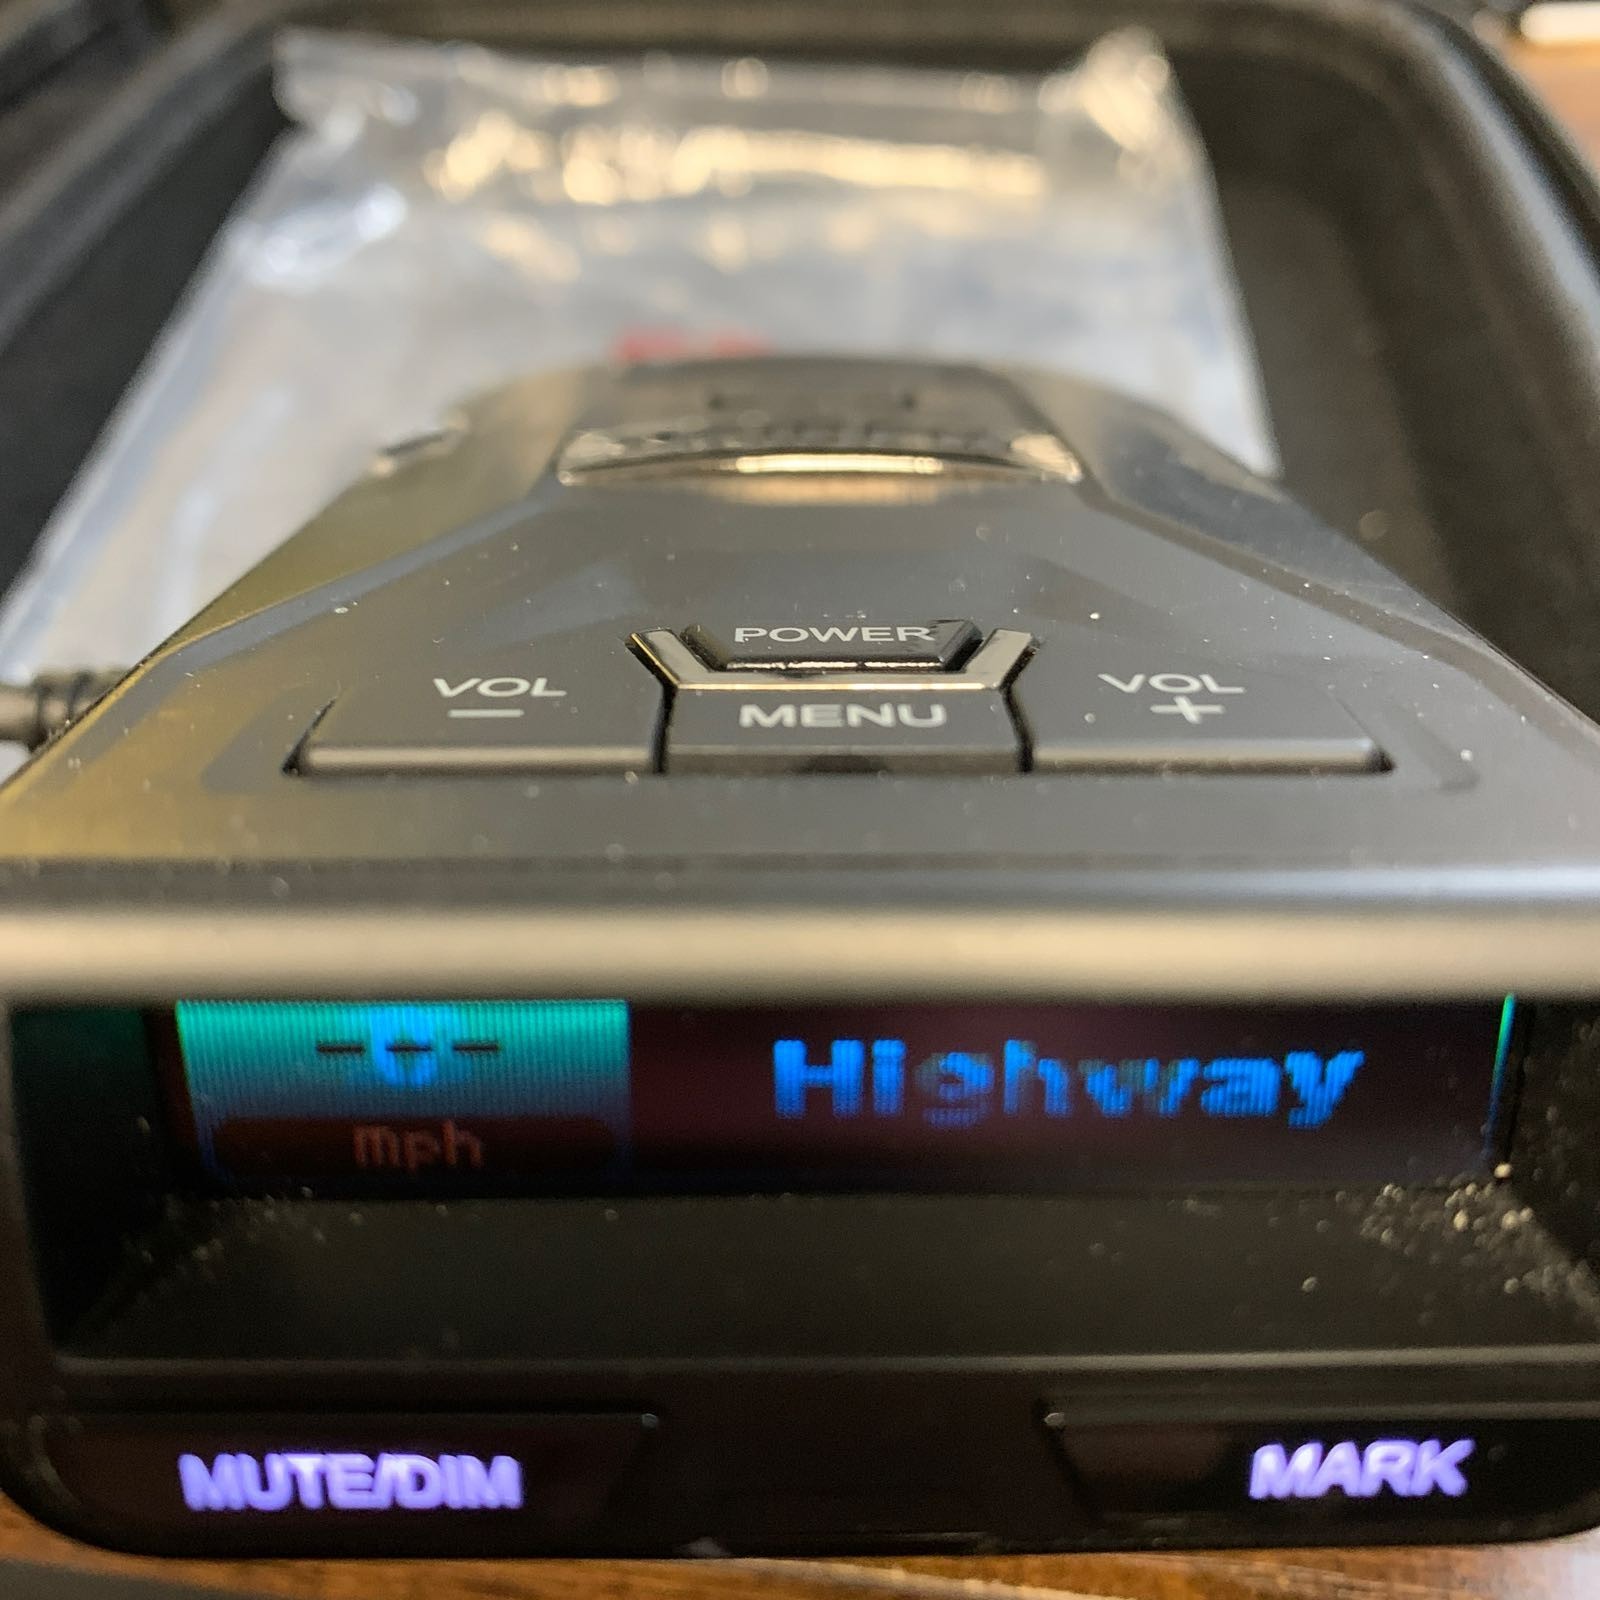 POWER
VOL
VOL
−
MENU
+
mph
Highway
MUTE/DIM
MARK